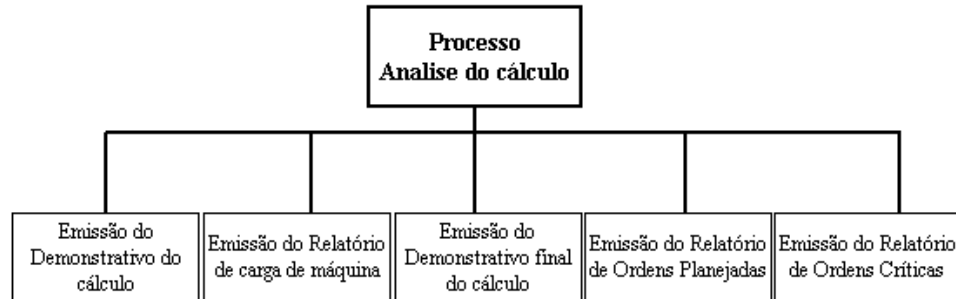 Processo
Analise do cálculo
Emissão do
Demonstrativo do
cálculo
Emissão do Relatório
de carga de máquina
Emissão do
Demonstrativo final
do cálculo
Emissão do Relatório
de Ordens Planejadas
Emissão do Relatório
de Ordens Críticas